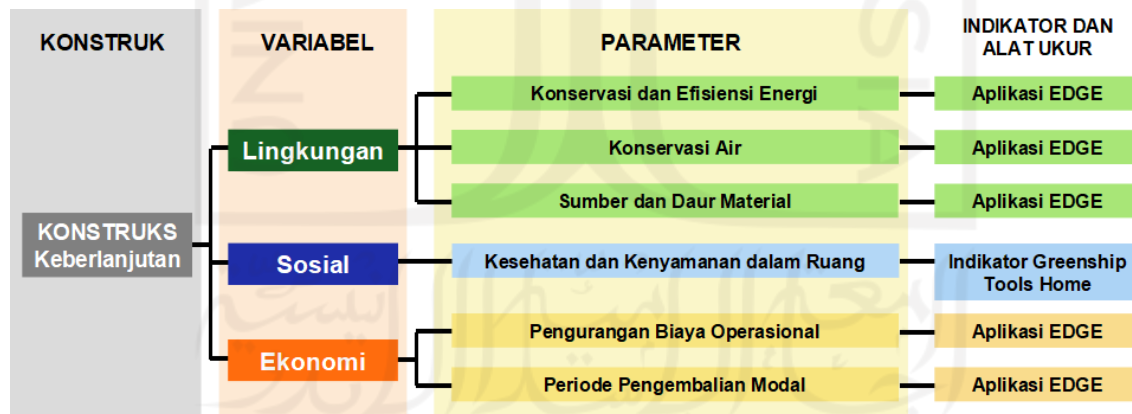 KONSTRUK
VARIABEL
PARAMETER
INDIKATOR DAN
ALAT UKUR
KONSTRUKS
Keberlanjutan
Lingkungan
Konservasi dan Efisiensi Energi
Aplikasi EDGE
Konservasi Air
Aplikasi EDGE
Sumber dan Daur Material
Aplikasi EDGE
Sosial
Kesehatan dan Kenyamanan dalam Ruang
Indikator Greenship
Tools Home
Ekonomi
Pengurangan Biaya Operasional
Aplikasi EDGE
Periode Pengembalian Modal
Aplikasi EDGE